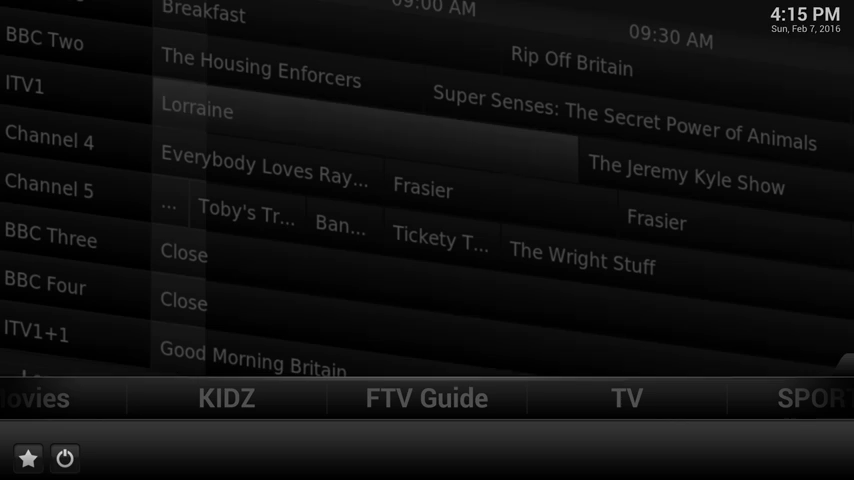 4:15 PM
Sun, Feb 7, 2016
09:00 AM
09:30 AM
Breakfast
Rip Off Britain
BBC Two
The Housing Enforcers
Super Senses: The Secret Power of Animals
ITV1
Lorraine
The Jeremy Kyle Show
Channel 4
Everybody Loves Ray...
Frasier
Frasier
Channel 5
...
Toby's Tr...
Ban...
Tickety T...
The Wright Stuff
BBC Three
Close
BBC Four
Close
ITV1+1
Good Morning Britain
ovies
KIDZ
FTV Guide
TV
SPOR